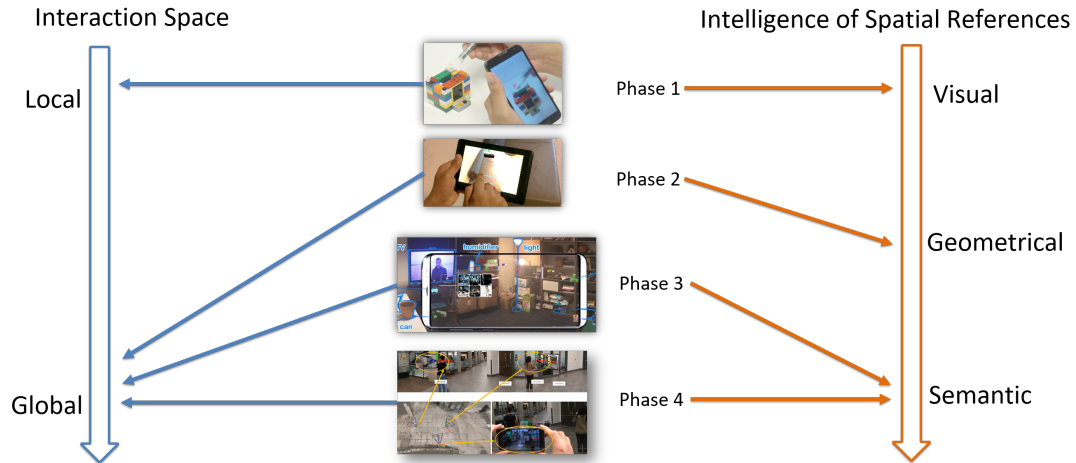 Interaction Space
Intelligence of Spatial References
Local
Phase 1
Visual
Phase 2
TV
humidifier
light
Geometrical
Phase 3
can
Global
Phase 4
Semantic